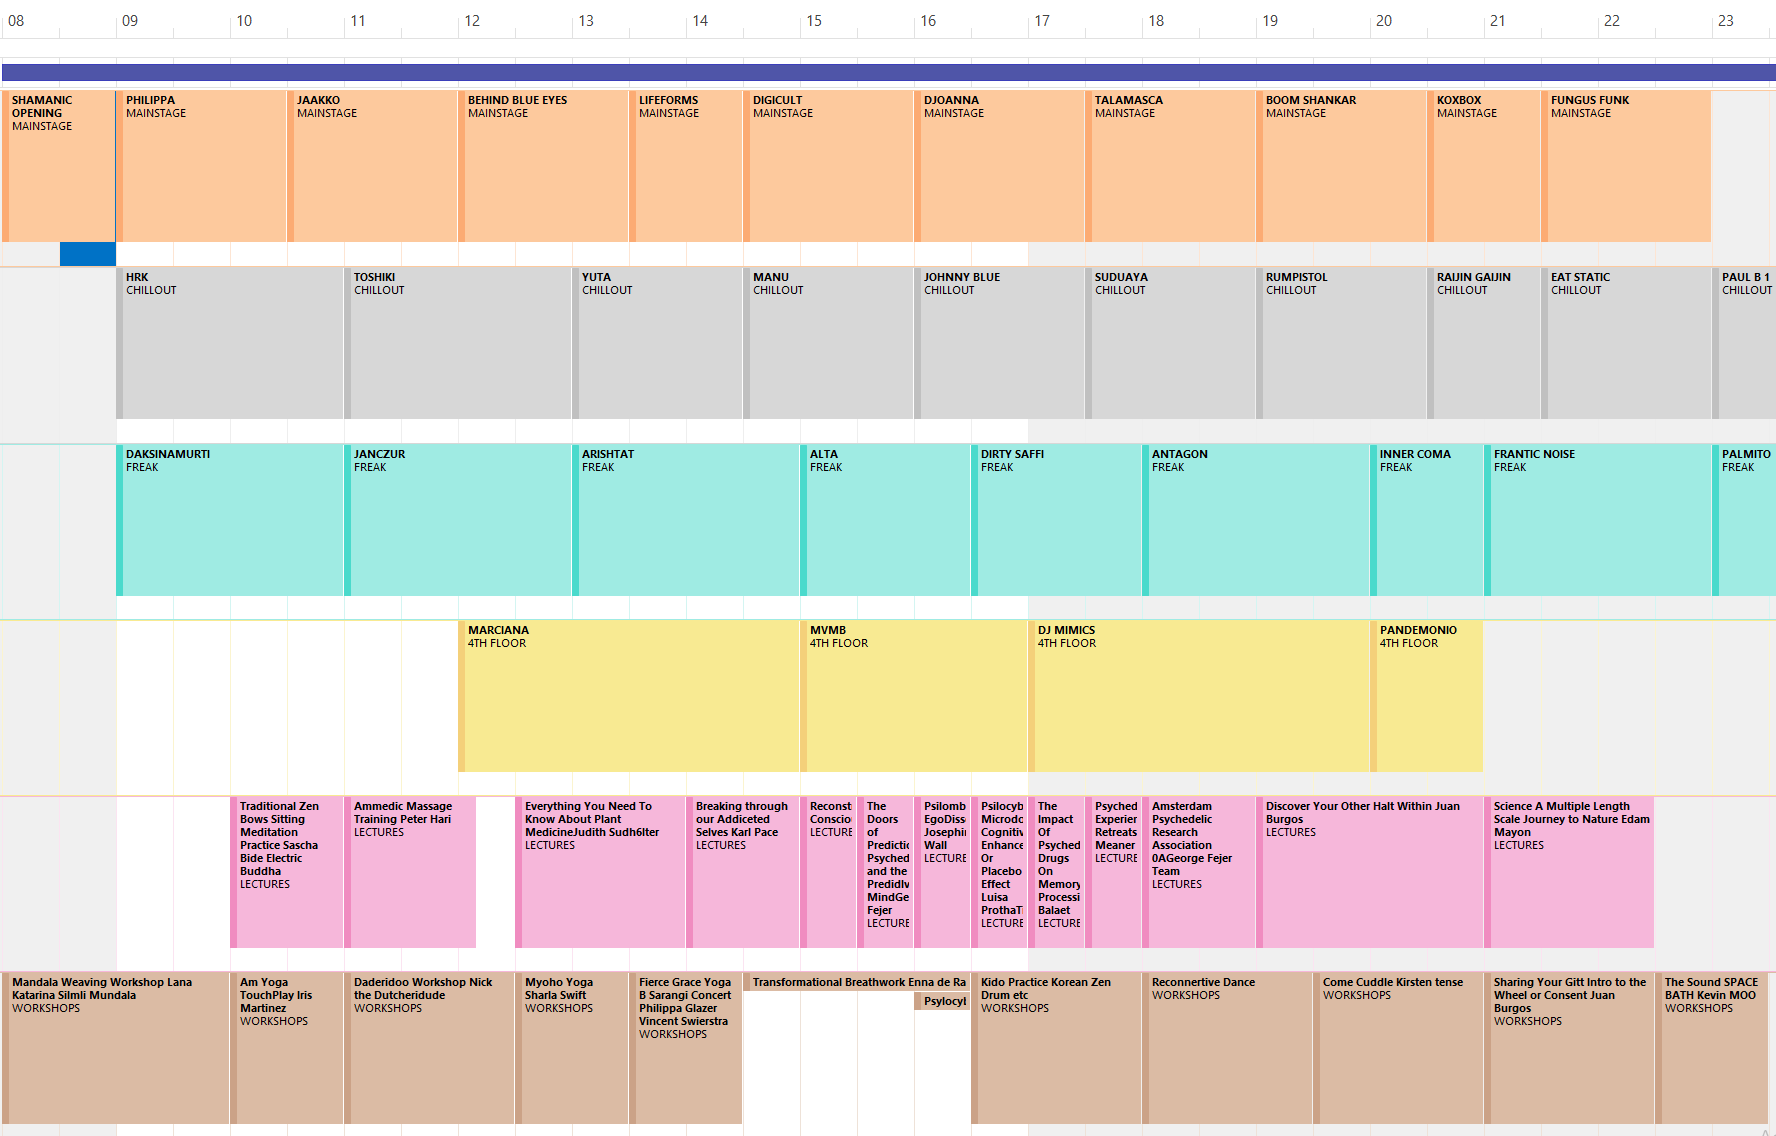 08 09 10 11 12 13 14 15 16 17 18 19 20 21 22 23
SHAMANIC
OPENING
MAINSTAGE
PHILIPPA
MAINSTAGE
JAAKKO
MAINSTAGE
BEHIND BLUE EYES
MAINSTAGE
LIFEFORMS
MAINSTAGE
DIGICULT
MAINSTAGE
DJOANNA
MAINSTAGE
TALAMASCA
MAINSTAGE
BOOM SHANKAR
MAINSTAGE
KOXBOX
MAINSTAGE
FUNGUS FUNK
MAINSTAGE
HRK
CHILLOUT
TOSHIKI
CHILLOUT
YUTA
CHILLOUT
MANU
CHILLOUT
JOHNNY BLUE
CHILLOUT
SUDUAYA
CHILLOUT
RUMPISTOL
CHILLOUT
RAIJIN GAIJIN
CHILLOUT
EAT STATIC
CHILLOUT
PAUL B 1
CHILLOUT
DAKSINAMURTI
FREAK
JANCZUR
FREAK
ARISHTAT
FREAK
ALTA
FREAK
DIRTY SAFFI
FREAK
ANTAGON
FREAK
INNER COMA
FREAK
FRANTIC NOISE
FREAK
PALMITO
FREAK
MARCIANA
4TH FLOOR
MVMB
4TH FLOOR
DJ MIMICS
4TH FLOOR
PANDEMONIO
4TH FLOOR
Traditional Zen
Bows Sitting
Meditation
Practice Sascha
Bide Electric
Buddha
LECTURES
Ammedic Massage
Training Peter Hari
LECTURES
Everything You Need To
Know About Plant
MedicineJudith Sudh6lter
LECTURES
Breaking through
our Addiceted
Selves Karl Pace
LECTURES
Reconst
Conscio
LECTURE
The
Doors
of
Predictic
Psyched
and the
Predidlv
MindGe
Fejer
LECTURE
Psilomb
EgoDiss
Josephi
Wall
LECTURE
Psilocyb
Microdo
Cognitiv
Enhance
Or
Placebo
Effect
Luisa
ProthaTl
LECTURE
The
Impact
Of
Psyched
Drugs
On
Memory
Processi
Balaet
LECTURE
Psyched
Experier
Retreats
Meaner
LECTURE
Amsterdam
Psychedelic
Research
Association
0AGeorge Fejer
Team
LECTURES
Discover Your Other Halt Within Juan
Burgos
LECTURES
Science A Multiple Length
Scale Journey to Nature Edam
Mayon
LECTURES
Mandala Weaving Workshop Lana
Katarina Silmli Mundala
WORKSHOPS
Am Yoga
TouchPlay Iris
Martinez
WORKSHOPS
Daderidoo Workshop Nick
the Dutcheridude
WORKSHOPS
Myoho Yoga
Sharla Swift
WORKSHOPS
Fierce Grace Yoga
B Sarangi Concert
Philippa Glazer
Vincent Swierstra
WORKSHOPS
Transformational Breathwork Enna de Ra
Psylocyl
Kido Practice Korean Zen
Drum etc
WORKSHOPS
Reconnertive Dance
WORKSHOPS
Come Cuddle Kirsten tense
WORKSHOPS
Sharing Your Gitt Intro to the
Wheel or Consent Juan
Burgos
WORKSHOPS
The Sound SPACE
BATH Kevin MOO
WORKSHOPS